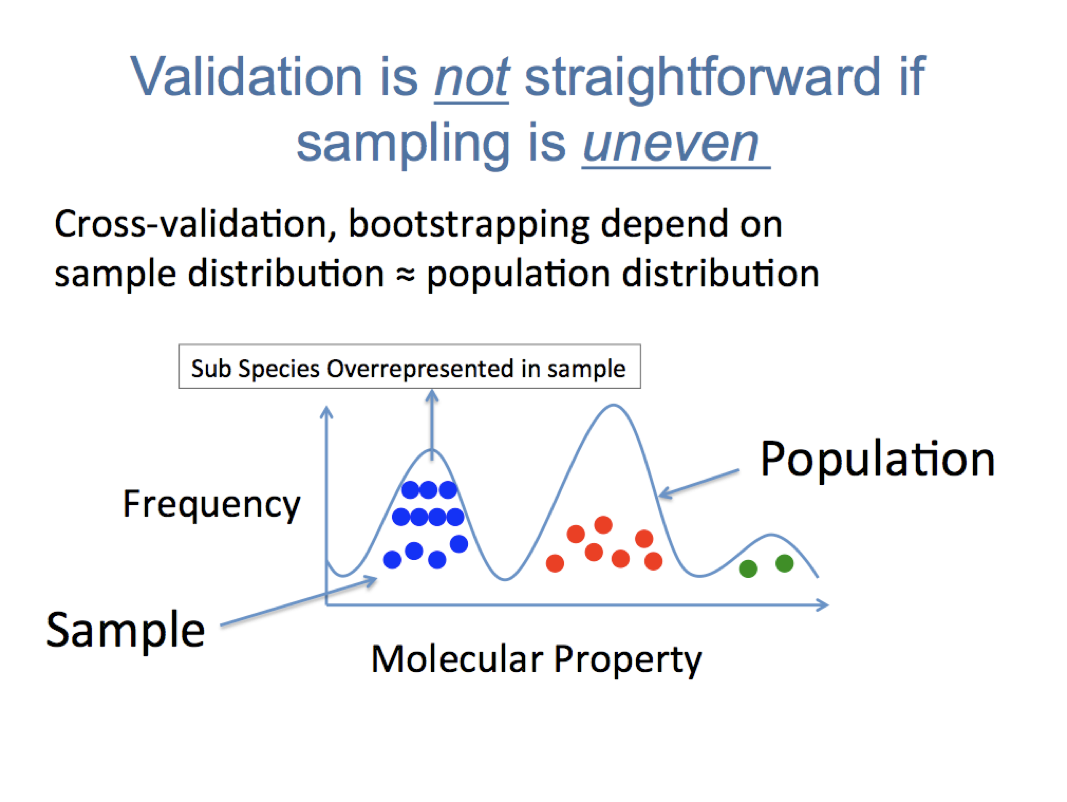 Validation is not straightforward if
sampling is uneven
Cross-validation, bootstrapping depend on
sample distribution ≈ population distribution
Sub Species Overrepresented in sample
Population
Frequency
Sample
Molecular Property